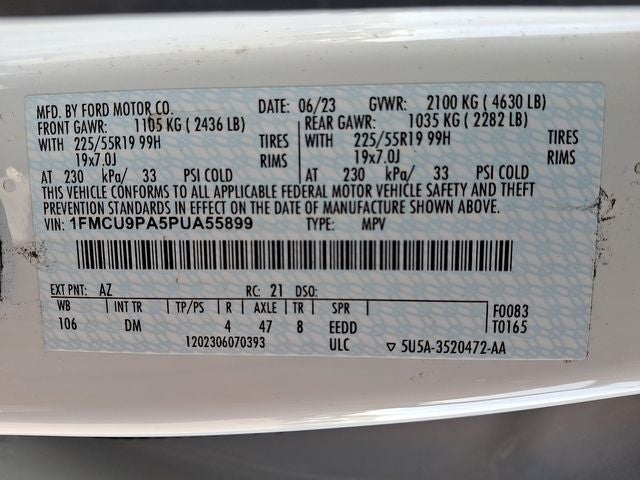 MFD. BY FORD MOTOR CO. DATE: 06/23 GVWR: 2100 KG ( 4630 LB)
FRONT GAWR: 1105 KG ( 2436 LB) REAR GAWR: 1035 KG ( 2282 LB)
WITH 225/55R19 99H TIRES WITH 225/55R19 99H TIRES
19x7.0J RIMS 19x7.0J RIMS
AT 230 kPa/ 33 PSI COLD AT 230 kPa/ 33 PSI COLD
THIS VEHICLE CONFORMS TO ALL APPLICABLE FEDERAL MOTOR VEHICLE SAFETY AND THEFT
PREVENTION STANDARDS IN EFFECT ON THE DATE OF MANUFACTURE SHOWN ABOVE.
VIN: 1FMCU9PA5PUA55899 TYPE: MPV
EXT PNT: AZ RC: 21 DSO:
WB INT TR TP/PS R AXLE TR SPR F0083
106 DM 4 47 8 EEDD T0165
1202306070393 ULC ▽ 5U5A-3520472-AA